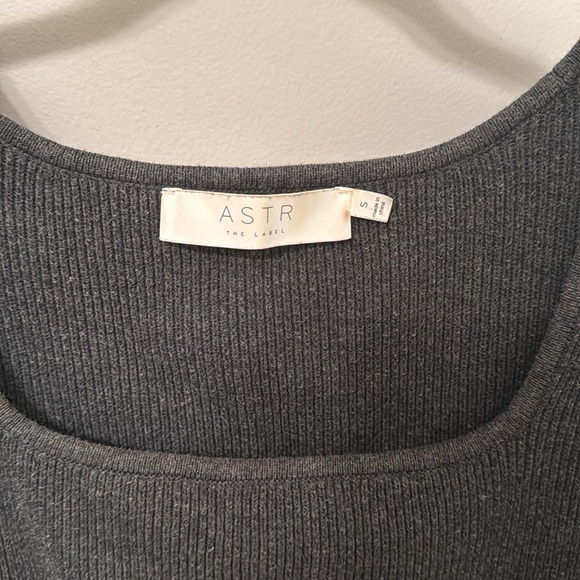 ASTR
THE LABEL
S
made in
china